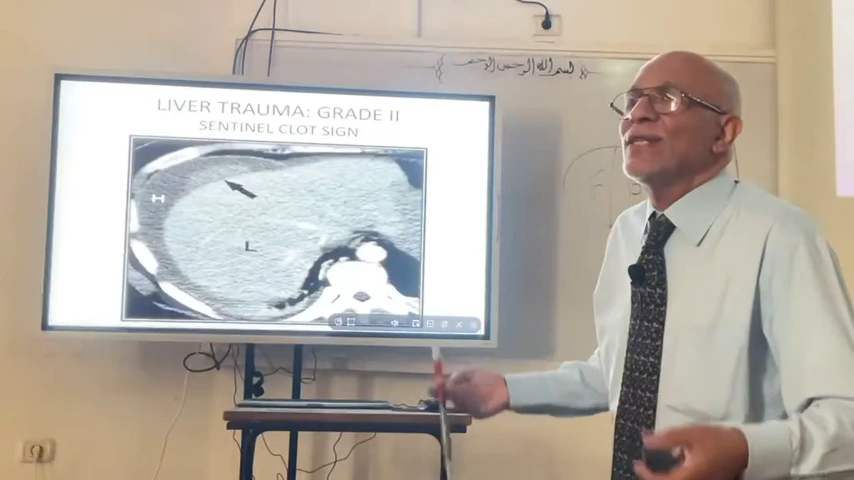 بسم الله الرحمن الرحيم
LIVER TRAUMA: GRADE II
SENTINEL CLOT SIGN
H
L